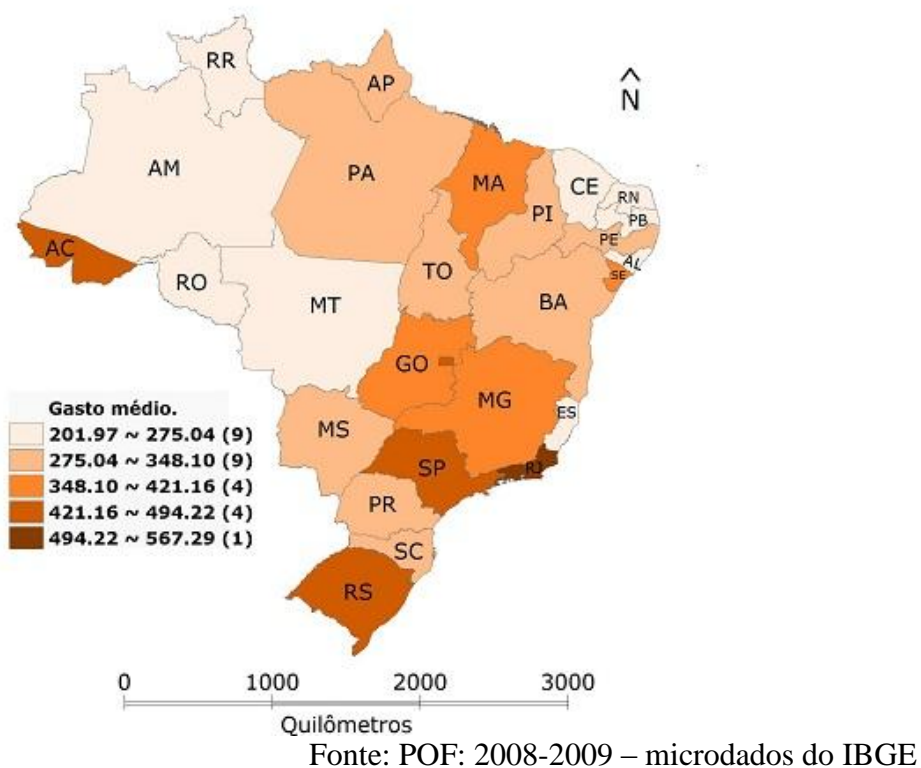 RR
AP
N
AM
PA
MA
CE
RN
PB
PI
PE
AL
SE
AC
RO
TO
BA
MT
GO
MG
ES
MS
SP
RJ
PR
SC
RS
Gasto médio.
201.97 ~ 275.04 (9)
275.04 ~ 348.10 (9)
348.10 ~ 421.16 (4)
421.16 ~ 494.22 (4)
494.22 ~ 567.29 (1)
0 1000 2000 3000
Quilômetros
Fonte: POF: 2008-2009 – microdados do IBGE